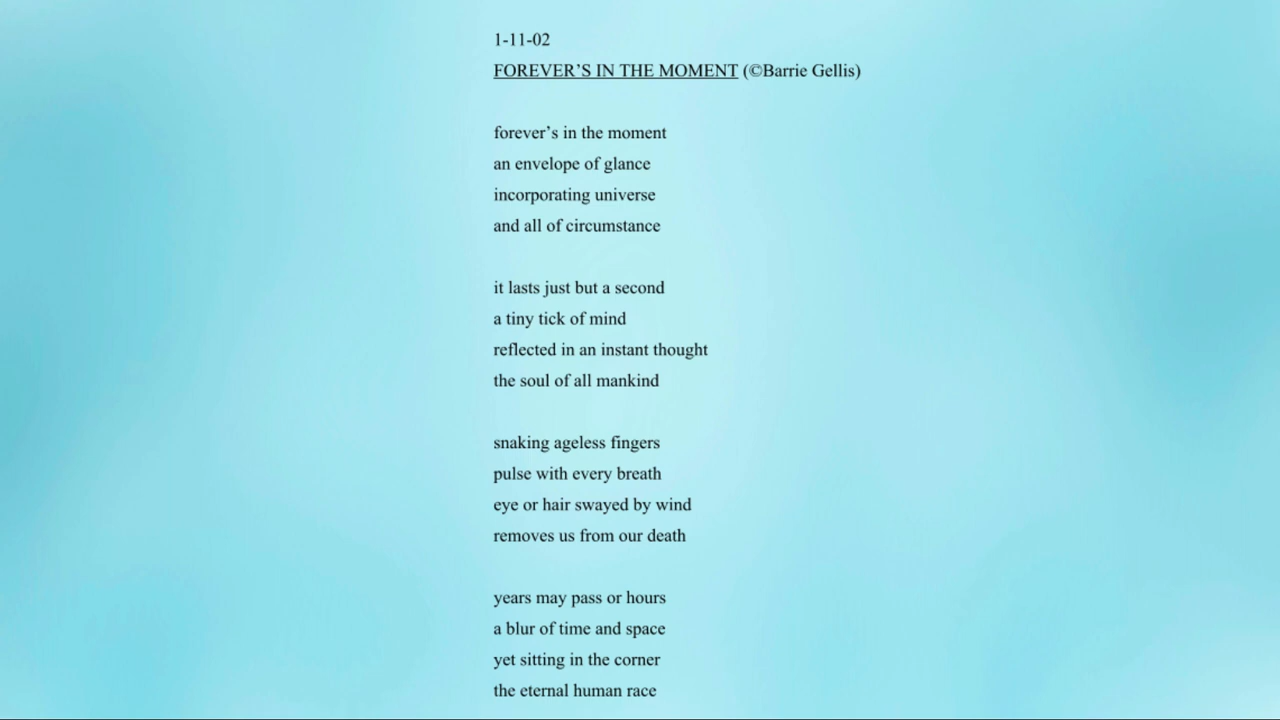 1-11-02
FOREVER’S IN THE MOMENT (©Barrie Gellis)
forever’s in the moment
an envelope of glance
incorporating universe
and all of circumstance
it lasts just but a second
a tiny tick of mind
reflected in an instant thought
the soul of all mankind
snaking ageless fingers
pulse with every breath
eye or hair swayed by wind
removes us from our death
years may pass or hours
a blur of time and space
yet sitting in the corner
the eternal human race